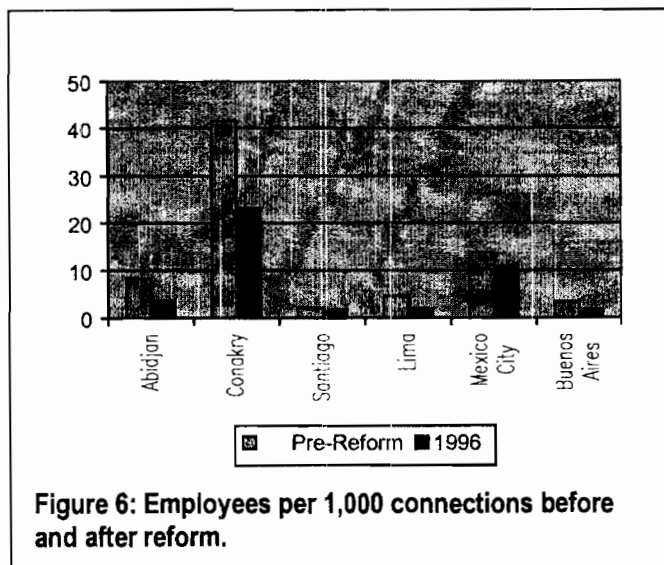 50
40
30
20
10
0
Abidjan
Conakry
Santiago
Lima
Mexico
City
Buenos
Aires
Pre-Reform 1996
Figure 6: Employees per 1,000 connections before
and after reform.